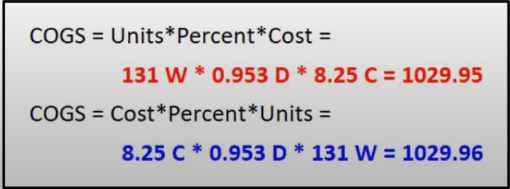 COGS = Units*Percent*Cost =
131 W * 0.953 D * 8.25 C = 1029.95
COGS = Cost*Percent*Units =
8.25 C * 0.953 D * 131 W = 1029.96